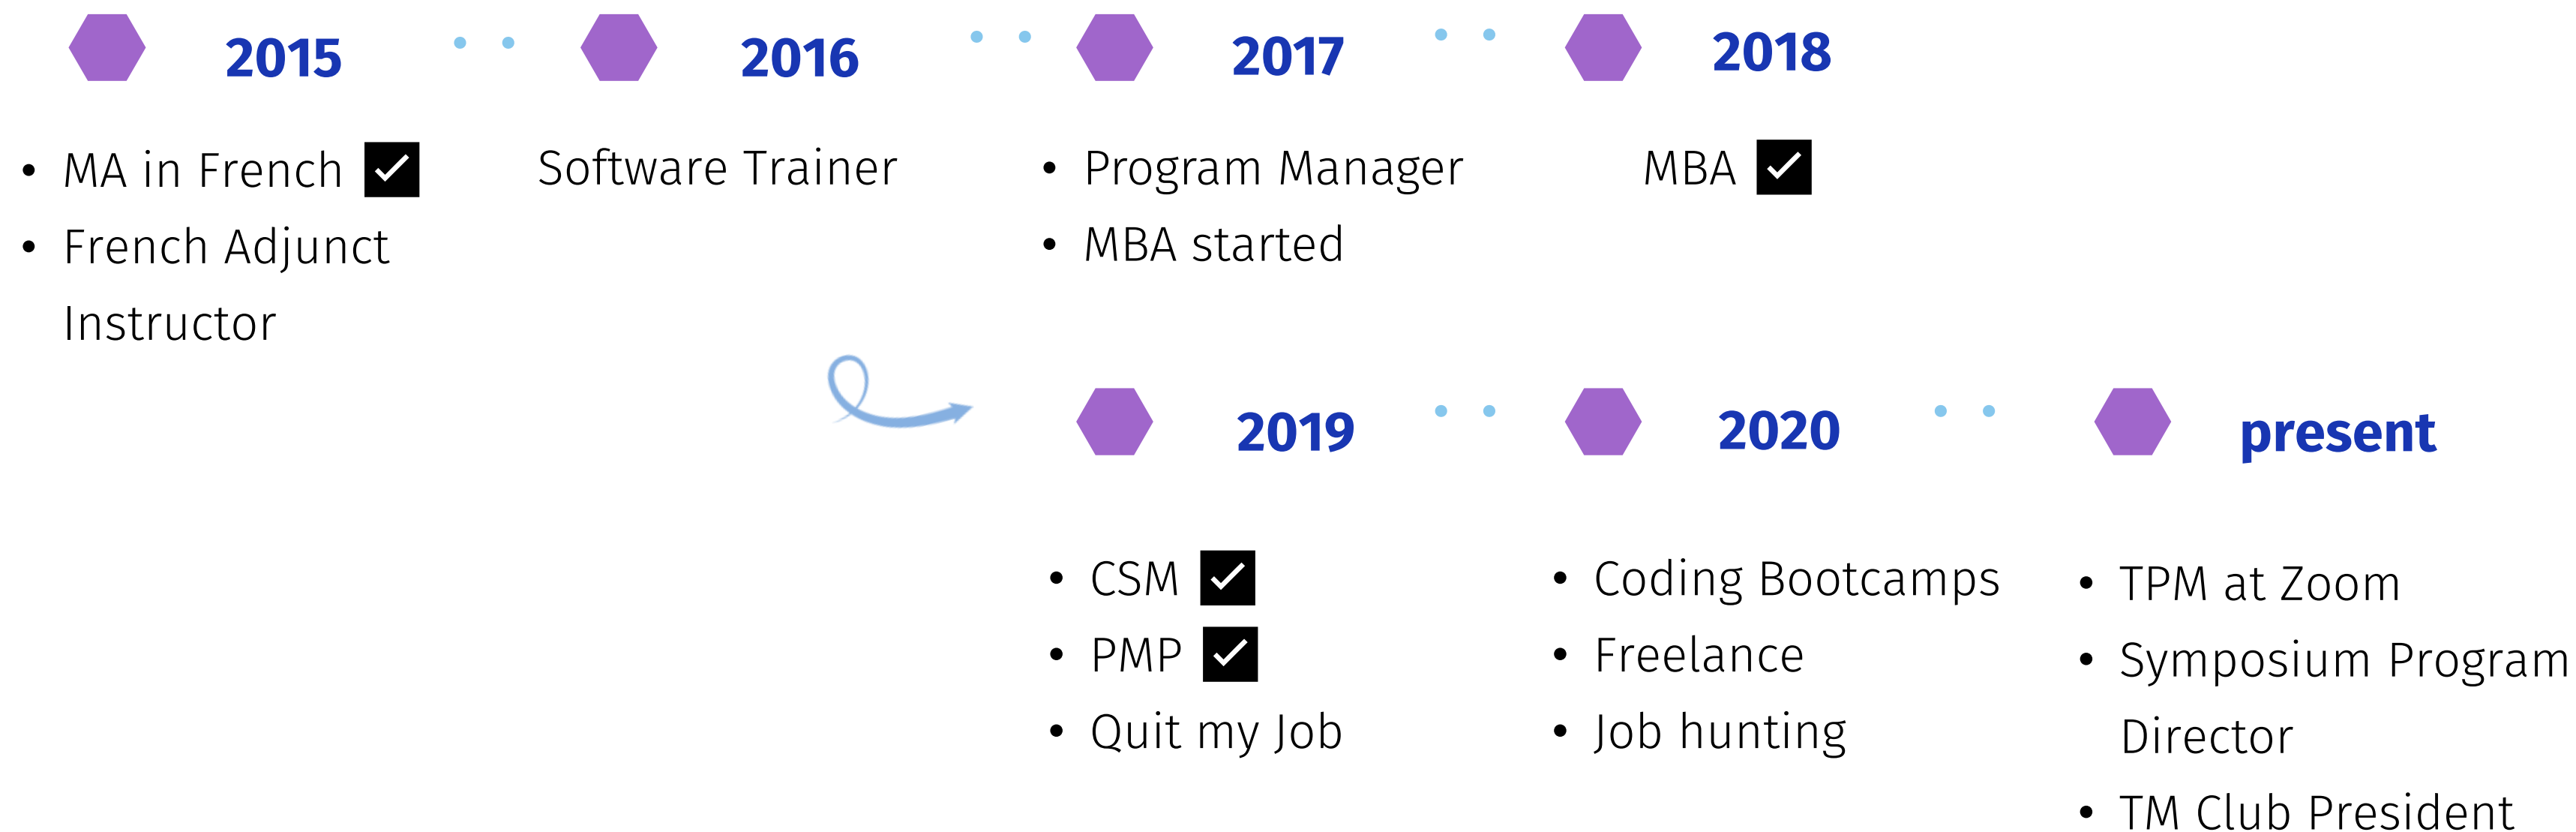 2015
• MA in French
• French Adjunct
Instructor
2016
Software Trainer
2017
• Program Manager
• MBA started
2018
MBA
2019
• CSM
• PMP
• Quit my Job
2020
• Coding Bootcamps
• Freelance
• Job hunting
present
• TPM at Zoom
• Symposium Program
Director
• TM Club President